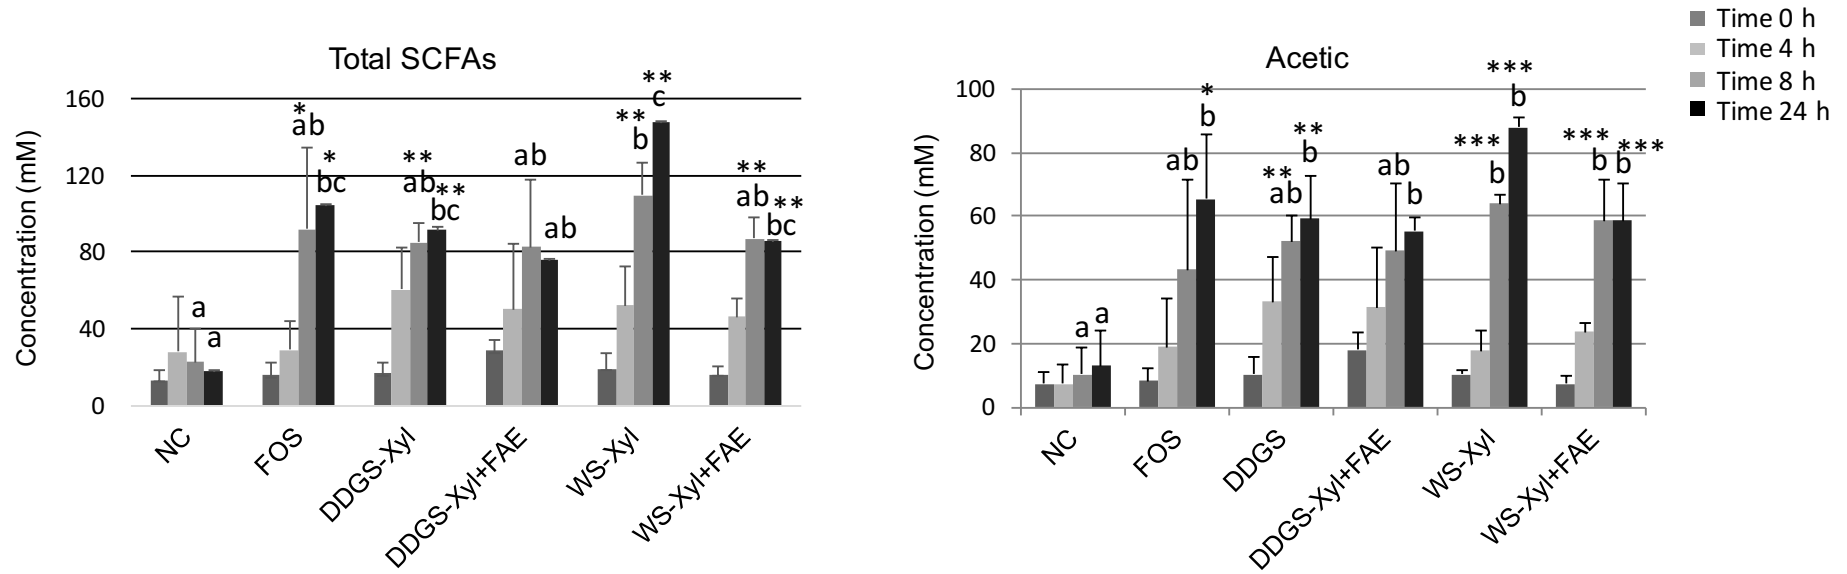 Total SCFAs
Concentration (mM)
160
120
80
40
0
a
a
*
ab
*
bc
**
ab
**
bc
ab
ab
**
b
**
c
**
ab
**
bc
NC
FOS
DDGS-Xyl
DDGS-Xyl+FAE
WS-Xyl
WS-Xyl+FAE
Acetic
Concentration (mM)
100
80
60
40
20
0
a
a
ab
*
b
**
ab
**
b
ab
b
***
b
***
b
***
b
***
b
NC
FOS
DDGS
DDGS-Xyl+FAE
WS-Xyl
WS-Xyl+FAE
Time 0 h
Time 4 h
Time 8 h
Time 24 h